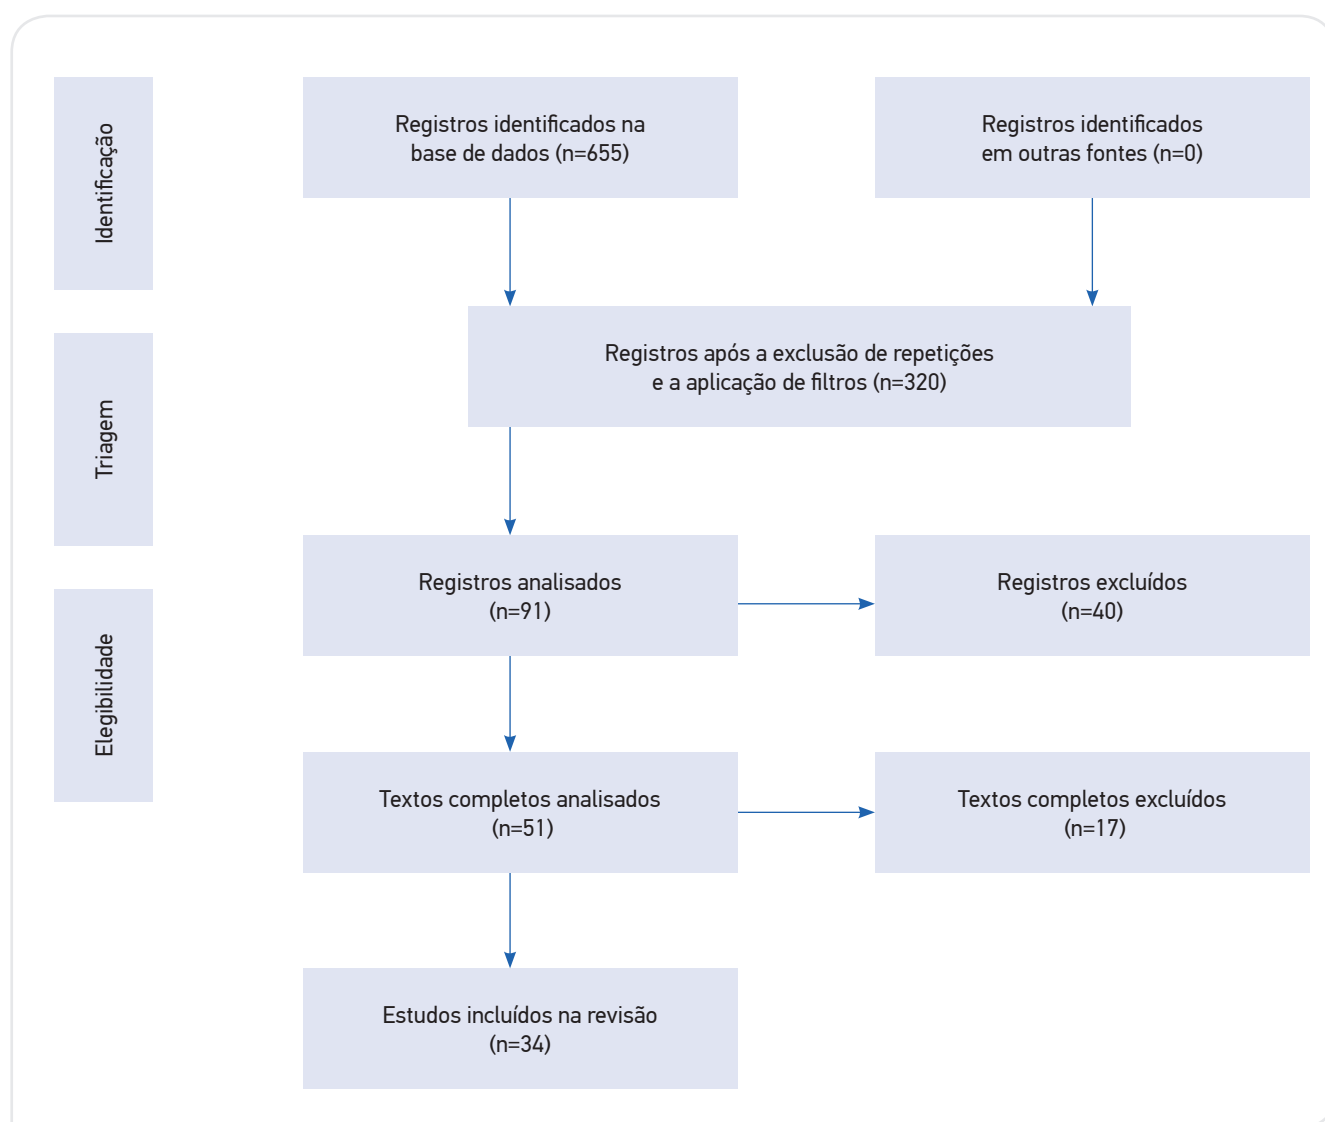 Identificação
Registros identificados na
base de dados (n=655)
Registros identificados
em outras fontes (n=0)
Triagem
Registros após a exclusão de repetições
e a aplicação de filtros (n=320)
Registros analisados
(n=91)
Registros excluídos
(n=40)
Elegibilidade
Textos completos analisados
(n=51)
Textos completos excluídos
(n=17)
Estudos incluídos na revisão
(n=34)